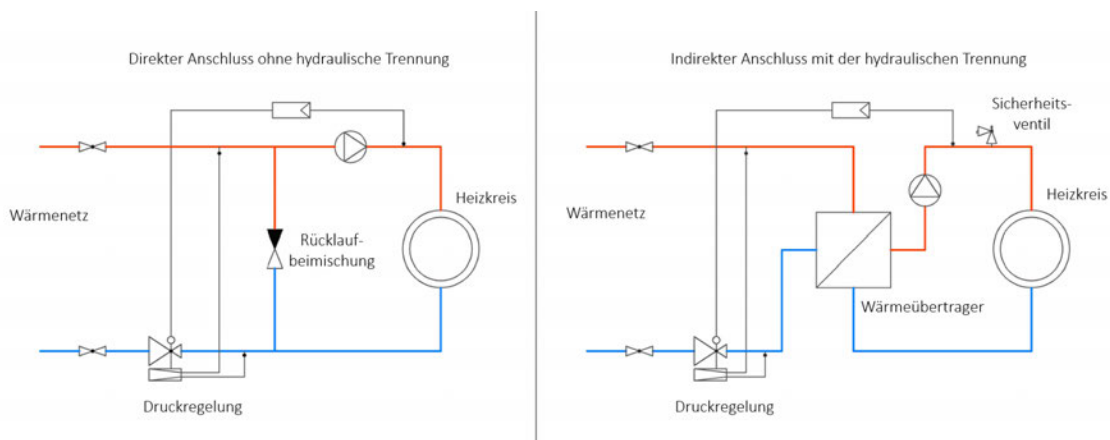 Direkter Anschluss ohne hydraulische Trennung
Wärmenetz
Rücklauf-
beimischung
Heizkreis
Druckregelung
Indirekter Anschluss mit der hydraulischen Trennung
Sicherheits-
ventil
Wärmenetz
Heizkreis
Wärmeübertrager
Druckregelung